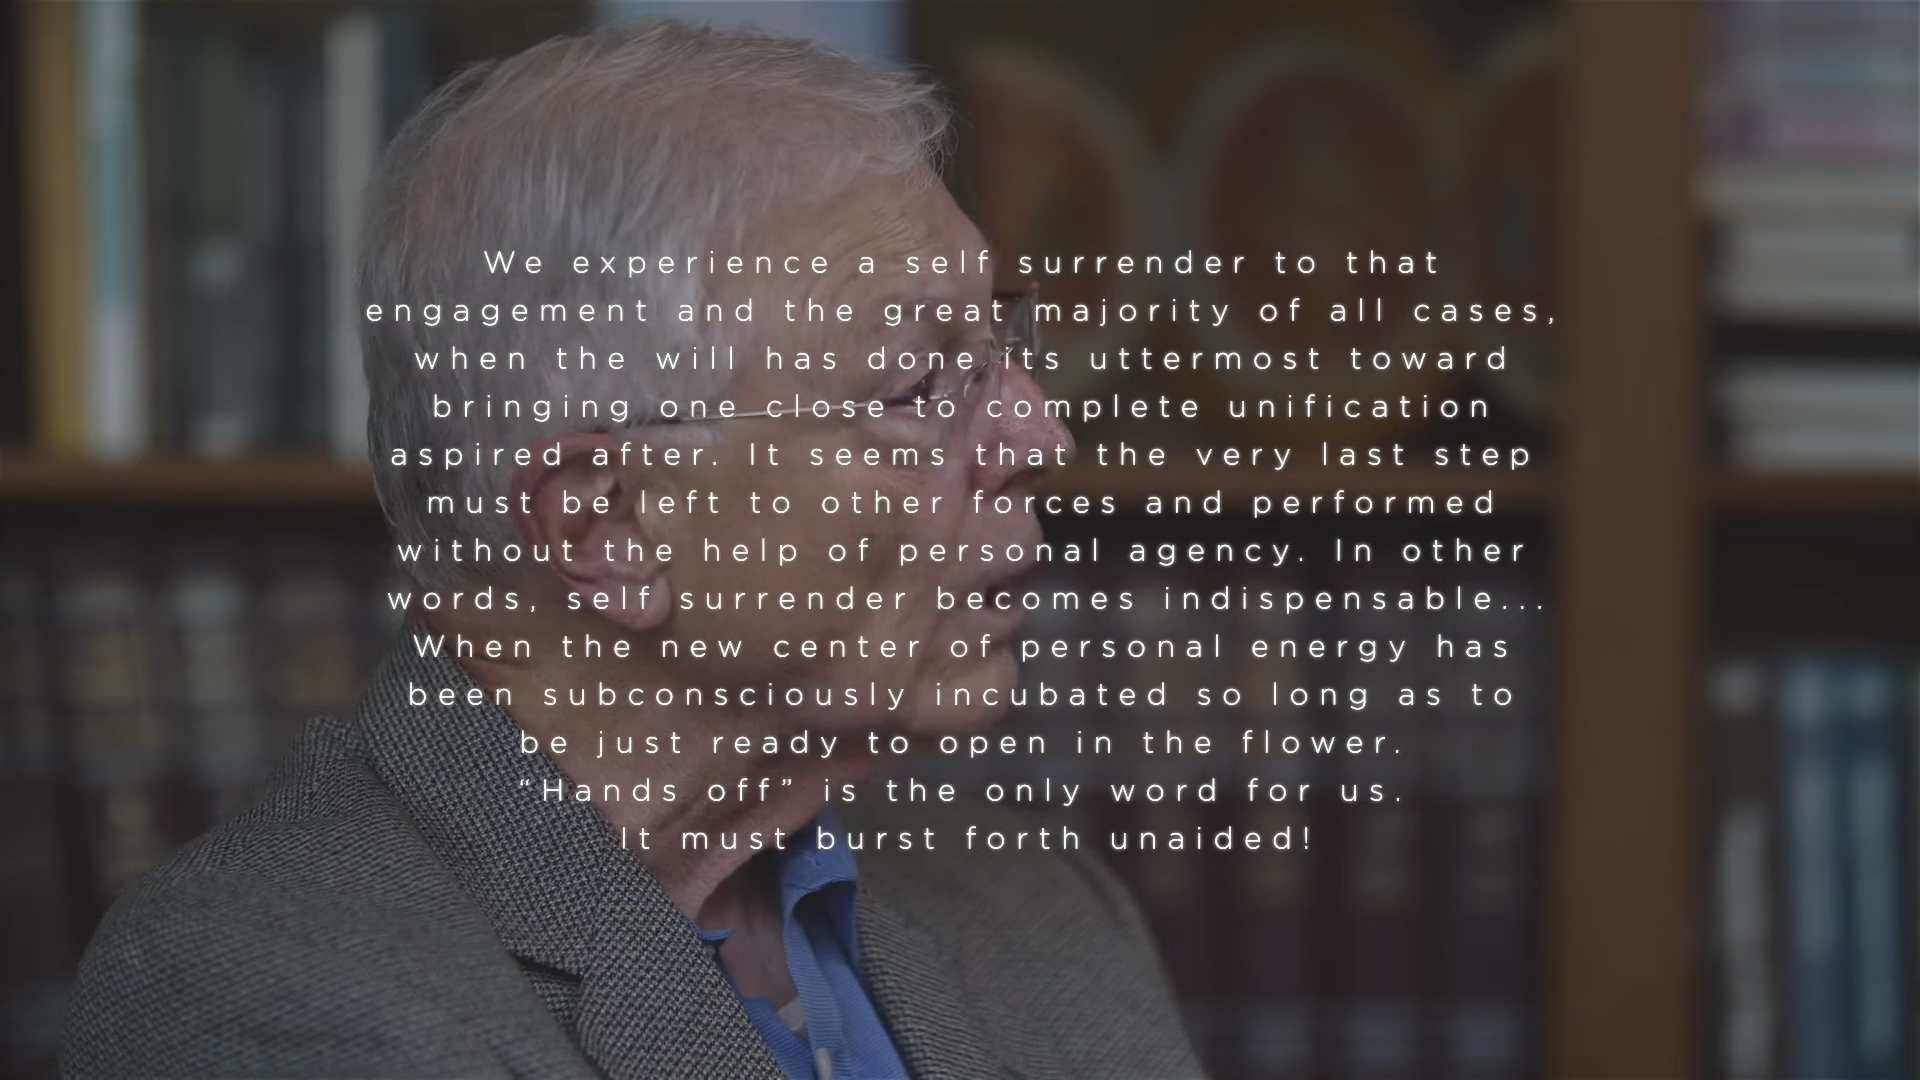 We experience a self surrender to that
engagement and the great majority of all cases,
when the will has done its uttermost toward
bringing one close to complete unification
aspired after. It seems that the very last step
must be left to other forces and performed
without the help of personal agency. In other
words, self surrender becomes indispensable...
When the new center of personal energy has
been subconsciously incubated so long as to
be just ready to open in the flower.
“Hands off” is the only word for us.
It must burst forth unaided!